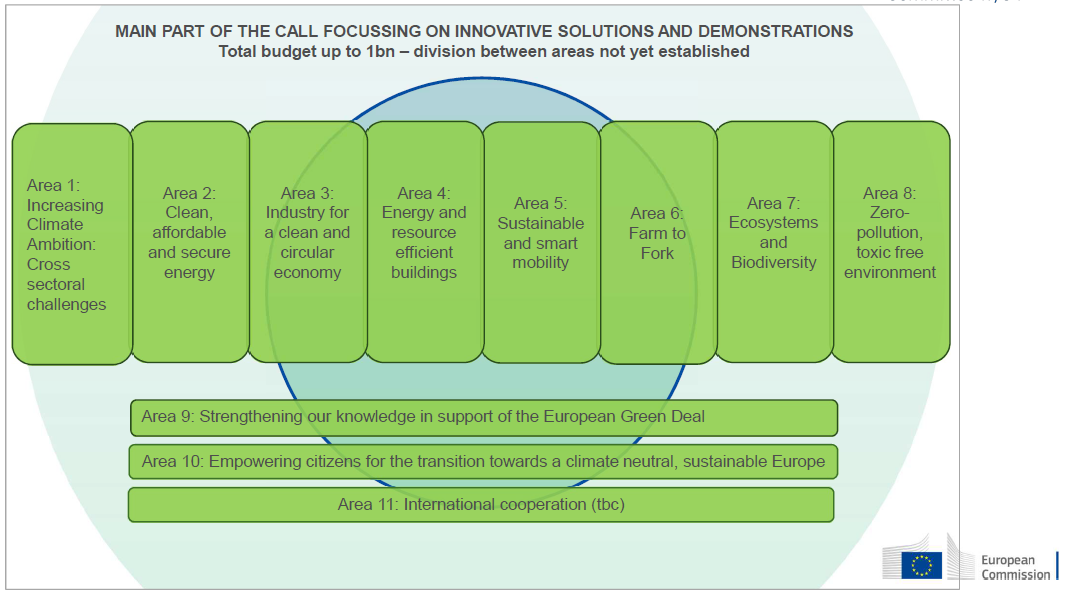 MAIN PART OF THE CALL FOCUSSING ON INNOVATIVE SOLUTIONS AND DEMONSTRATIONS
Total budget up to 1bn – division between areas not yet established
Area 1:
Increasing
Climate
Ambition:
Cross
sectoral
challenges
Area 2:
Clean,
affordable
and secure
energy
Area 3:
Industry for
a clean and
circular
economy
Area 4:
Energy and
resource
efficient
buildings
Area 5:
Sustainable
and smart
mobility
Area 6:
Farm to
Fork
Area 7:
Ecosystems
and
Biodiversity
Area 8:
Zero-
pollution,
toxic free
environment
Area 9: Strengthening our knowledge in support of the European Green Deal
Area 10: Empowering citizens for the transition towards a climate neutral, sustainable Europe
Area 11: International cooperation (tbc)
European
Commission